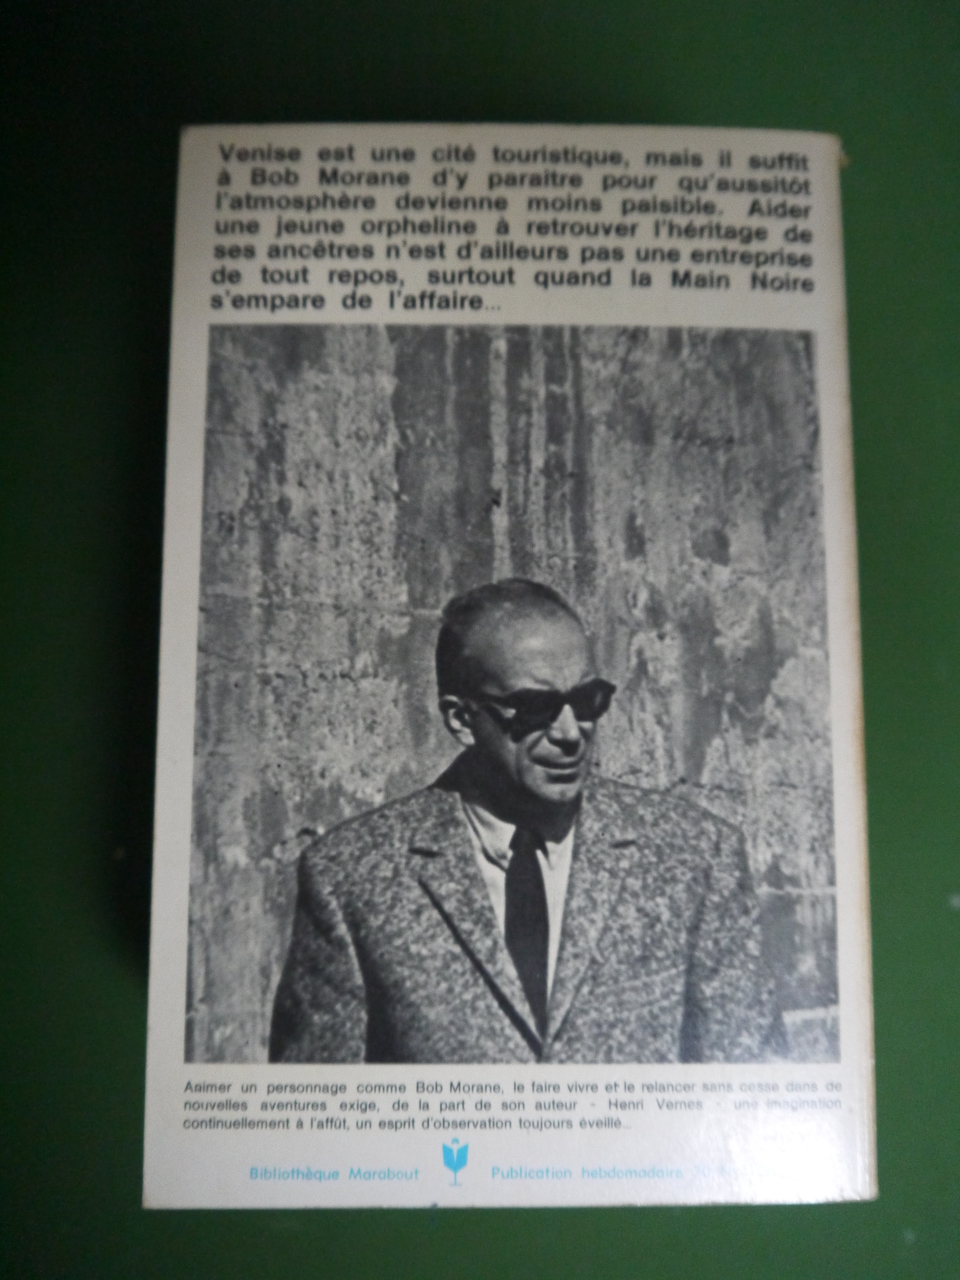 Venise est une cité touristique, mais il suffit
à Bob Morane d'y paraitre pour qu'aussitôt
l'atmosphère devienne moins paisible. Aider
une jeune orpheline à retrouver l'héritage de
ses ancêtres n'est d'ailleurs pas une entreprise
de tout repos, surtout quand la Main Noire
s'empare de l'affaire...
Animer un personnage comme Bob Morane, le faire vivre et le relancer sans cesse dans de
nouvelles aventures exige, de la part de son auteur - Henri Vernes - une imagination
continuellement à l'affût, un esprit d'observation toujours éveillé...
Bibliothèque Marabout Publication hebdomadaire